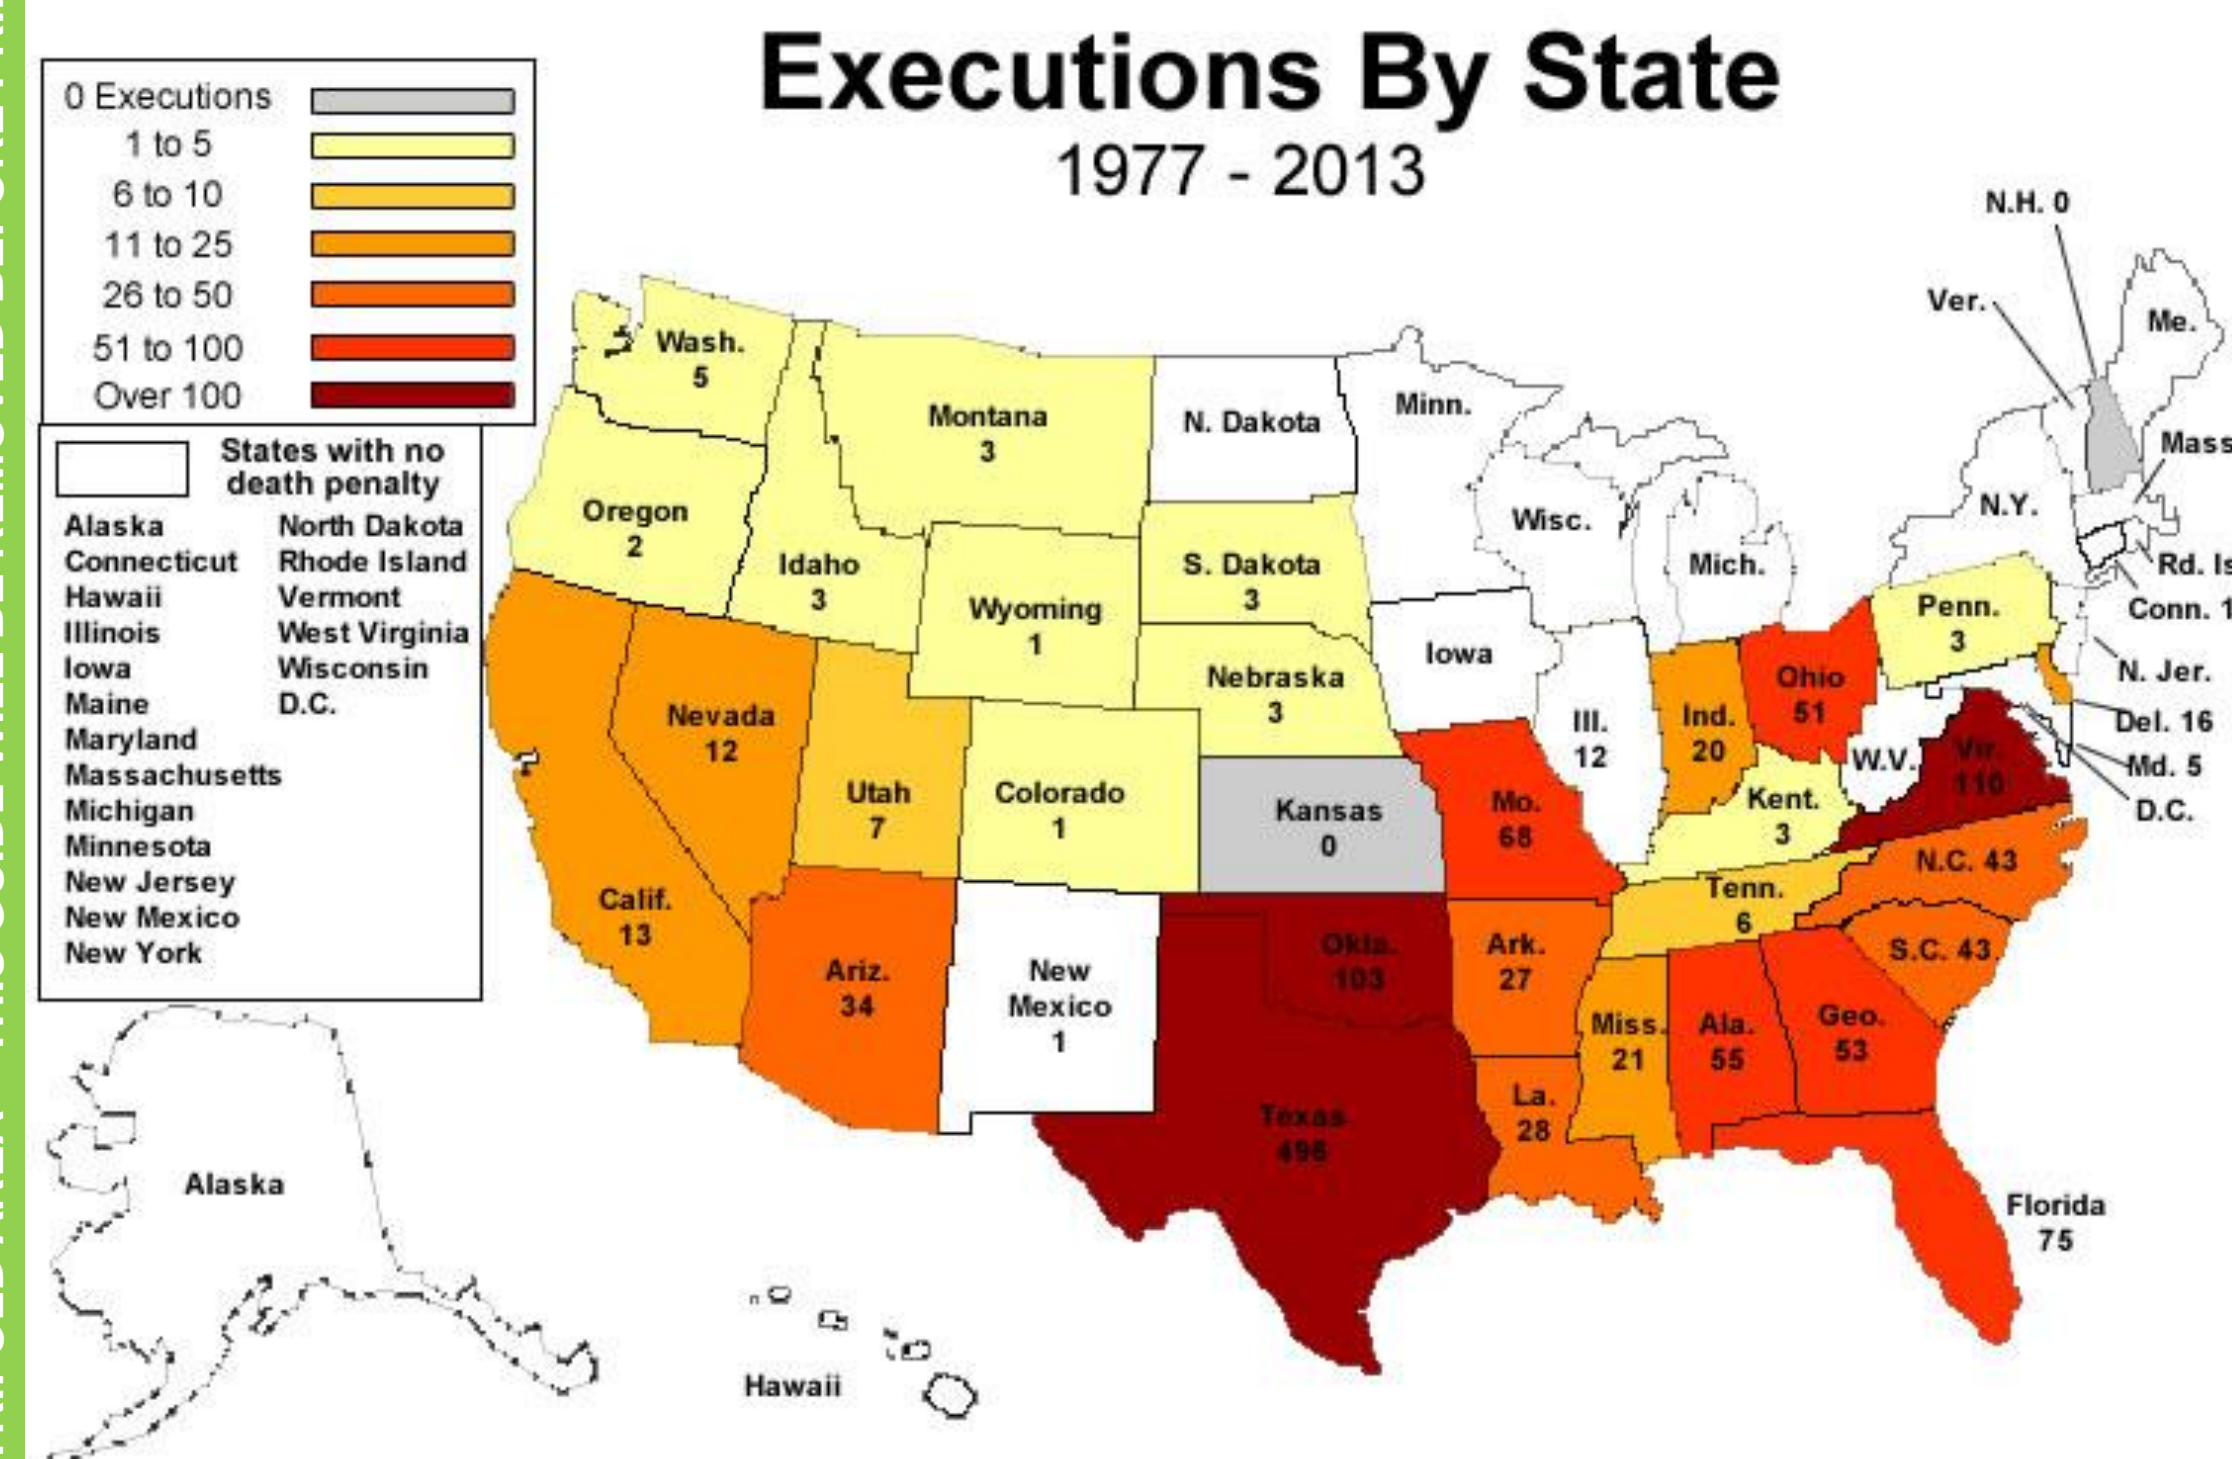 Executions By State
1977 - 2013
0 Executions
1 to 5
6 to 10
11 to 25
26 to 50
51 to 100
Over 100
States with no
death penalty
Alaska
Connecticut
Hawaii
Illinois
Iowa
Maine
Maryland
Massachusetts
Michigan
Minnesota
New Jersey
New Mexico
New York
North Dakota
Rhode Island
Vermont
West Virginia
Wisconsin
D.C.
N.H. 0
Ver.
Me.
Mass
Wash.
5
Montana
3
N. Dakota
Minn.
Oregon
2
Idaho
3
Wyoming
1
S. Dakota
3
Wisc.
Mich.
N.Y.
Rd. Is
Conn. 1
Penn.
3
N. Jer.
Nebraska
3
Iowa
Ill.
12
Ind.
20
Ohio
51
W.V.
Vir.
110
Del. 16
Md. 5
D.C.
Nevada
12
Utah
7
Colorado
1
Kansas
0
Mo.
68
Kent.
3
N.C. 43
Tenn.
6
S.C. 43
Calif.
13
Ariz.
34
New
Mexico
1
Okla.
103
Ark.
27
Miss.
21
Ala.
55
Geo.
53
Texas
La.
28
Florida
75
Alaska
Hawaii